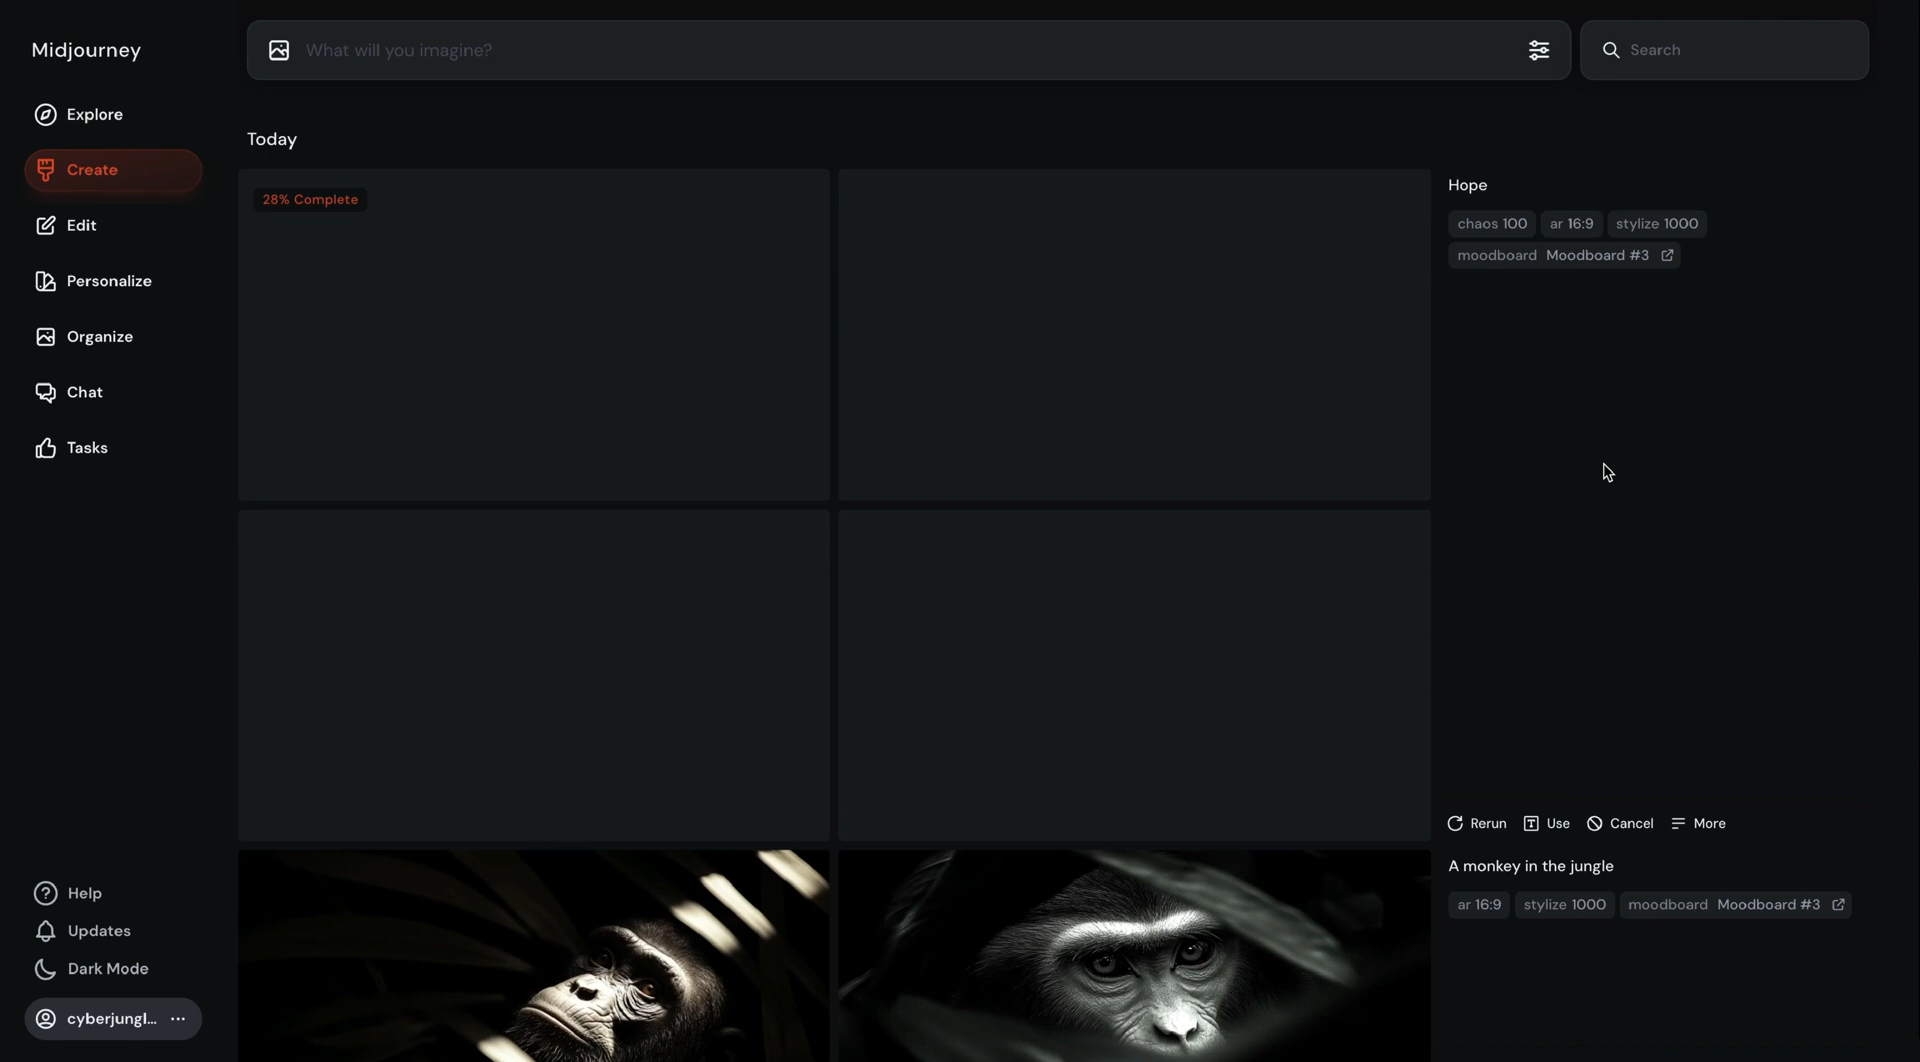 Midjourney
What will you imagine?
Search
Explore
Create
Edit
Personalize
Organize
Chat
Tasks
Help
Updates
Dark Mode
cyberjungl... ···
Today
28% Complete
Hope
chaos 100 ar 16:9 stylize 1000
moodboard Moodboard #3
Rerun Use Cancel More
A monkey in the jungle
ar 16:9 stylize 1000 moodboard Moodboard #3